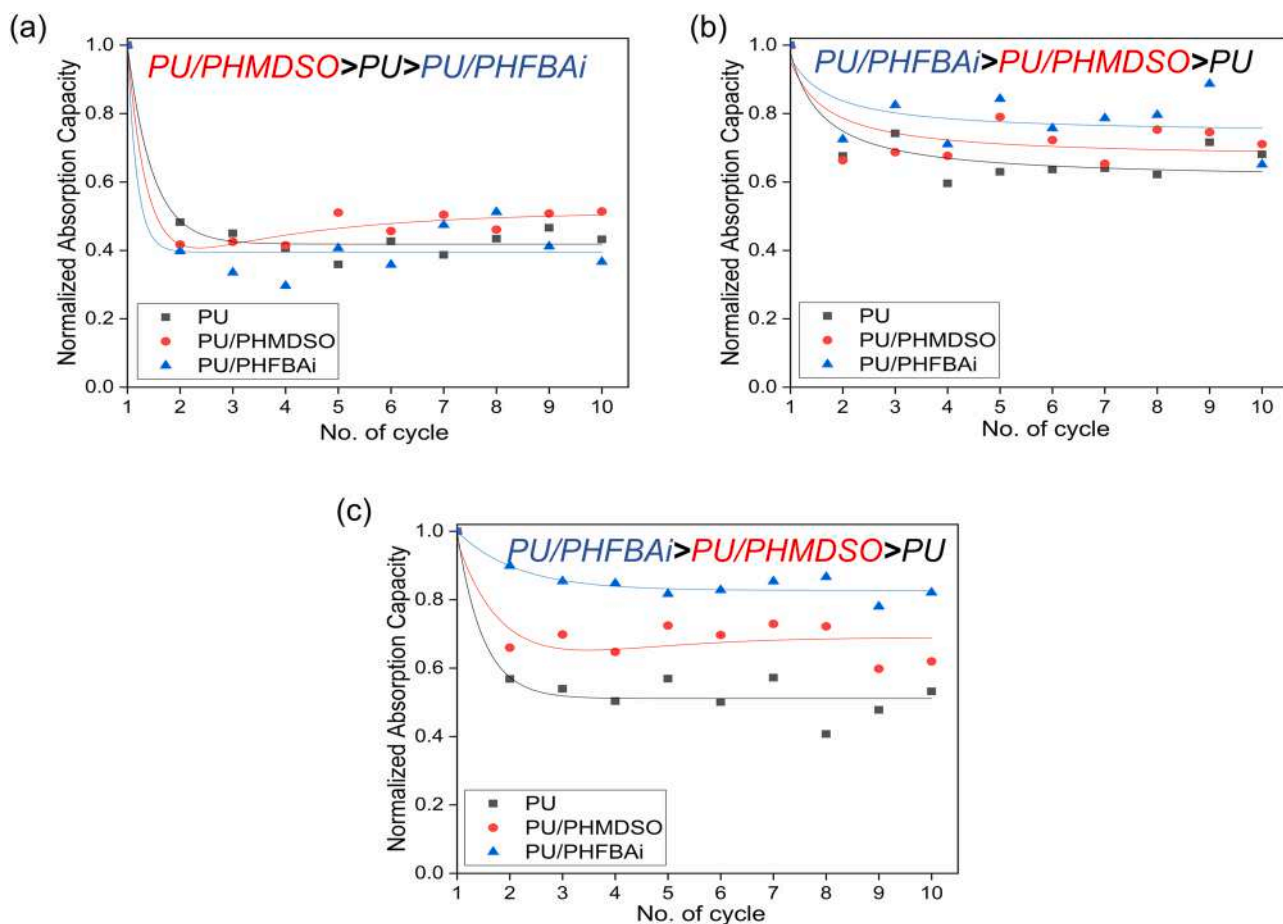 (a)
PU/PHMDSO>PU>PU/PHFBAi
Normalized Absorption Capacity
1.0
0.8
0.6
0.4
0.2
0.0
PU
PU/PHMDSO
PU/PHFBAi
1 2 3 4 5 6 7 8 9 10
No. of cycle
(b)
PU/PHFBAi>PU/PHMDSO>PU
Normalized Absorption Capacity
1.0
0.8
0.6
0.4
0.2
0.0
PU
PU/PHMDSO
PU/PHFBAi
1 2 3 4 5 6 7 8 9 10
No. of cycle
(c)
PU/PHFBAi>PU/PHMDSO>PU
Normalized Absorption Capacity
1.0
0.8
0.6
0.4
0.2
0.0
PU
PU/PHMDSO
PU/PHFBAi
1 2 3 4 5 6 7 8 9 10
No. of cycle